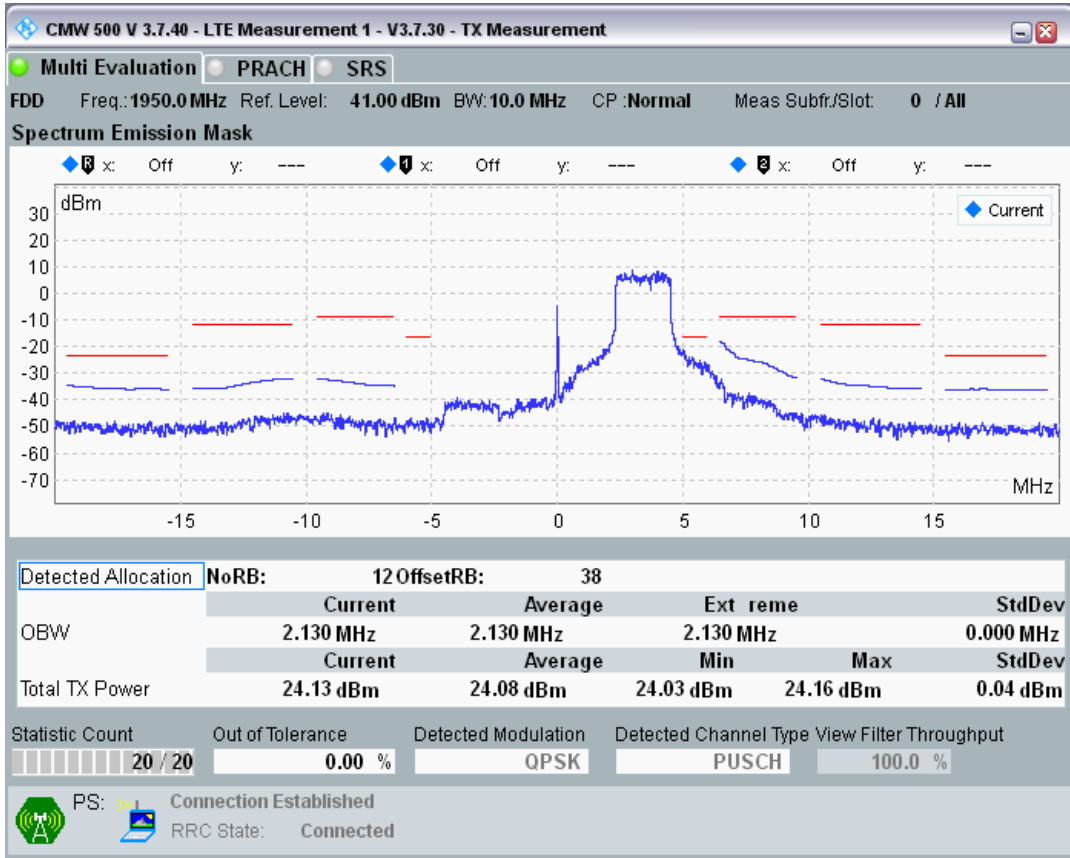 CMW 500 V 3.7.40 - LTE Measurement 1 - V3.7.30 - TX Measurement
Multi Evaluation PRACH SRS
FDD Freq.: 1950.0 MHz Ref. Level: 41.00 dBm BW: 10.0 MHz CP :Normal Meas Subfr./Slot: 0 / All
Spectrum Emission Mask
R x: Off y: --- 1 x: Off y: --- 2 x: Off y: ---
dBm
Current
30
20
10
0
-10
-20
-30
-40
-50
-60
-70
MHz
-15 -10 -5 0 5 10 15
Detected Allocation NoRB: 12 OffsetRB: 38
Current Average Ext reme StdDev
OBW 2.130 MHz 2.130 MHz 2.130 MHz 0.000 MHz
Current Average Min Max StdDev
Total TX Power 24.13 dBm 24.08 dBm 24.03 dBm 24.16 dBm 0.04 dBm
Statistic Count Out of Tolerance Detected Modulation Detected Channel Type View Filter Throughput
20 / 20 0.00 % QPSK PUSCH 100.0 %
PS: Connection Established
RRC State: Connected